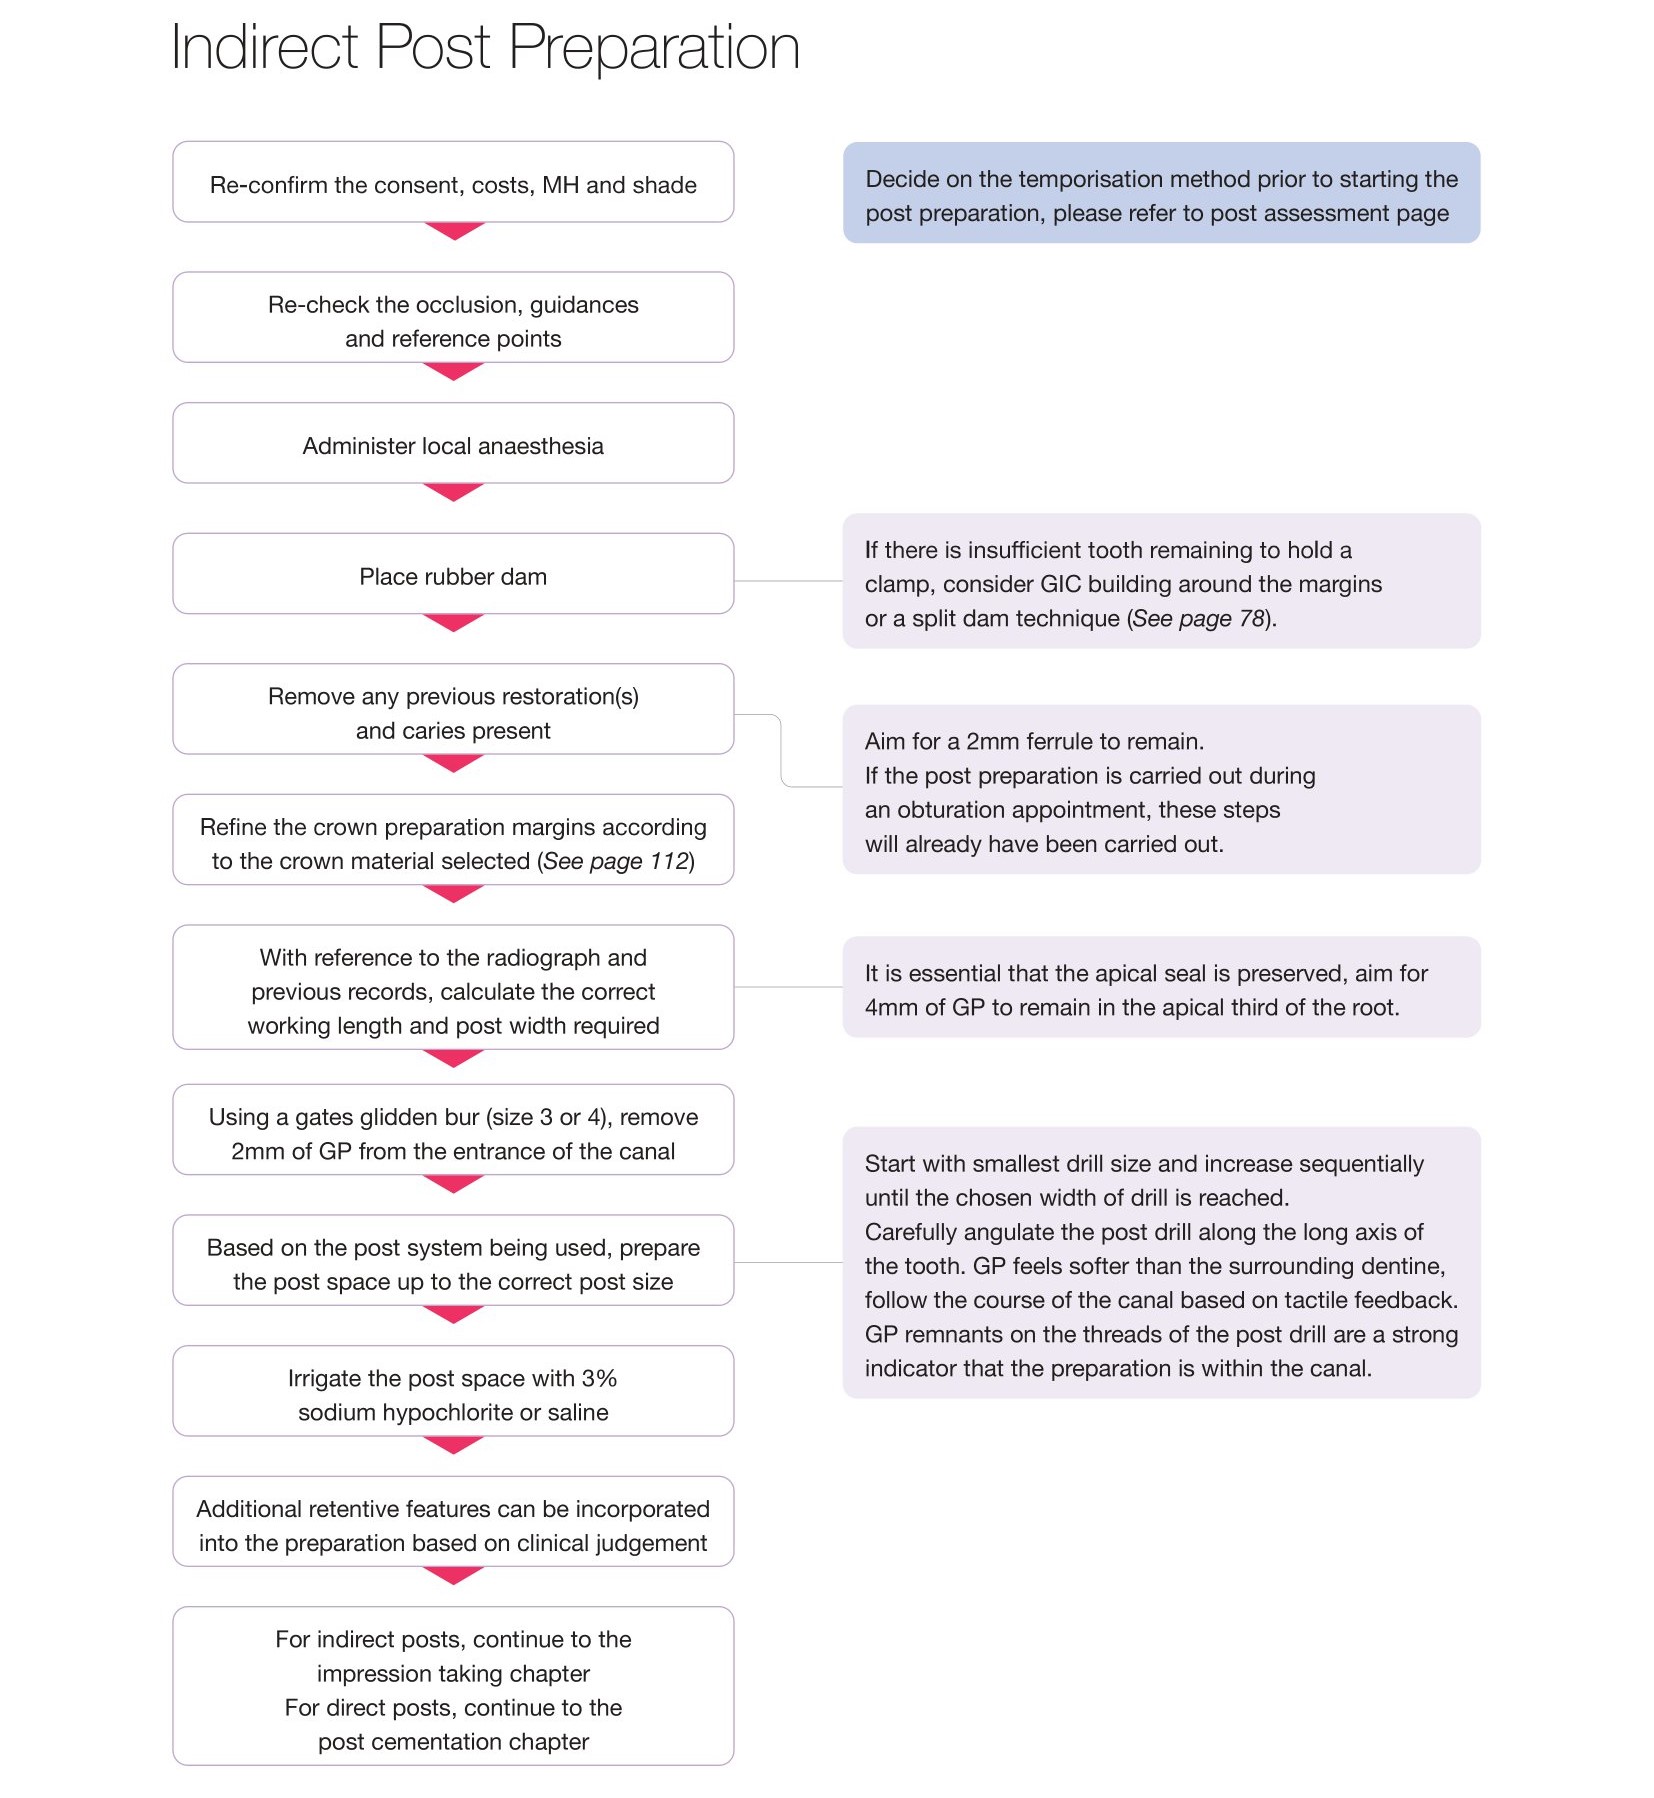 Indirect Post Preparation
Re-confirm the consent, costs, MH and shade
Decide on the temporisation method prior to starting the
post preparation, please refer to post assessment page
Re-check the occlusion, guidances
and reference points
Administer local anaesthesia
Place rubber dam
If there is insufficient tooth remaining to hold a
clamp, consider GIC building around the margins
or a split dam technique (See page 78).
Remove any previous restoration(s)
and caries present
Aim for a 2mm ferrule to remain.
If the post preparation is carried out during
an obturation appointment, these steps
will already have been carried out.
Refine the crown preparation margins according
to the crown material selected (See page 112)
With reference to the radiograph and
previous records, calculate the correct
working length and post width required
It is essential that the apical seal is preserved, aim for
4mm of GP to remain in the apical third of the root.
Using a gates glidden bur (size 3 or 4), remove
2mm of GP from the entrance of the canal
Based on the post system being used, prepare
the post space up to the correct post size
Start with smallest drill size and increase sequentially
until the chosen width of drill is reached.
Carefully angulate the post drill along the long axis of
the tooth. GP feels softer than the surrounding dentine,
follow the course of the canal based on tactile feedback.
GP remnants on the threads of the post drill are a strong
indicator that the preparation is within the canal.
Irrigate the post space with 3%
sodium hypochlorite or saline
Additional retentive features can be incorporated
into the preparation based on clinical judgement
For indirect posts, continue to the
impression taking chapter
For direct posts, continue to the
post cementation chapter